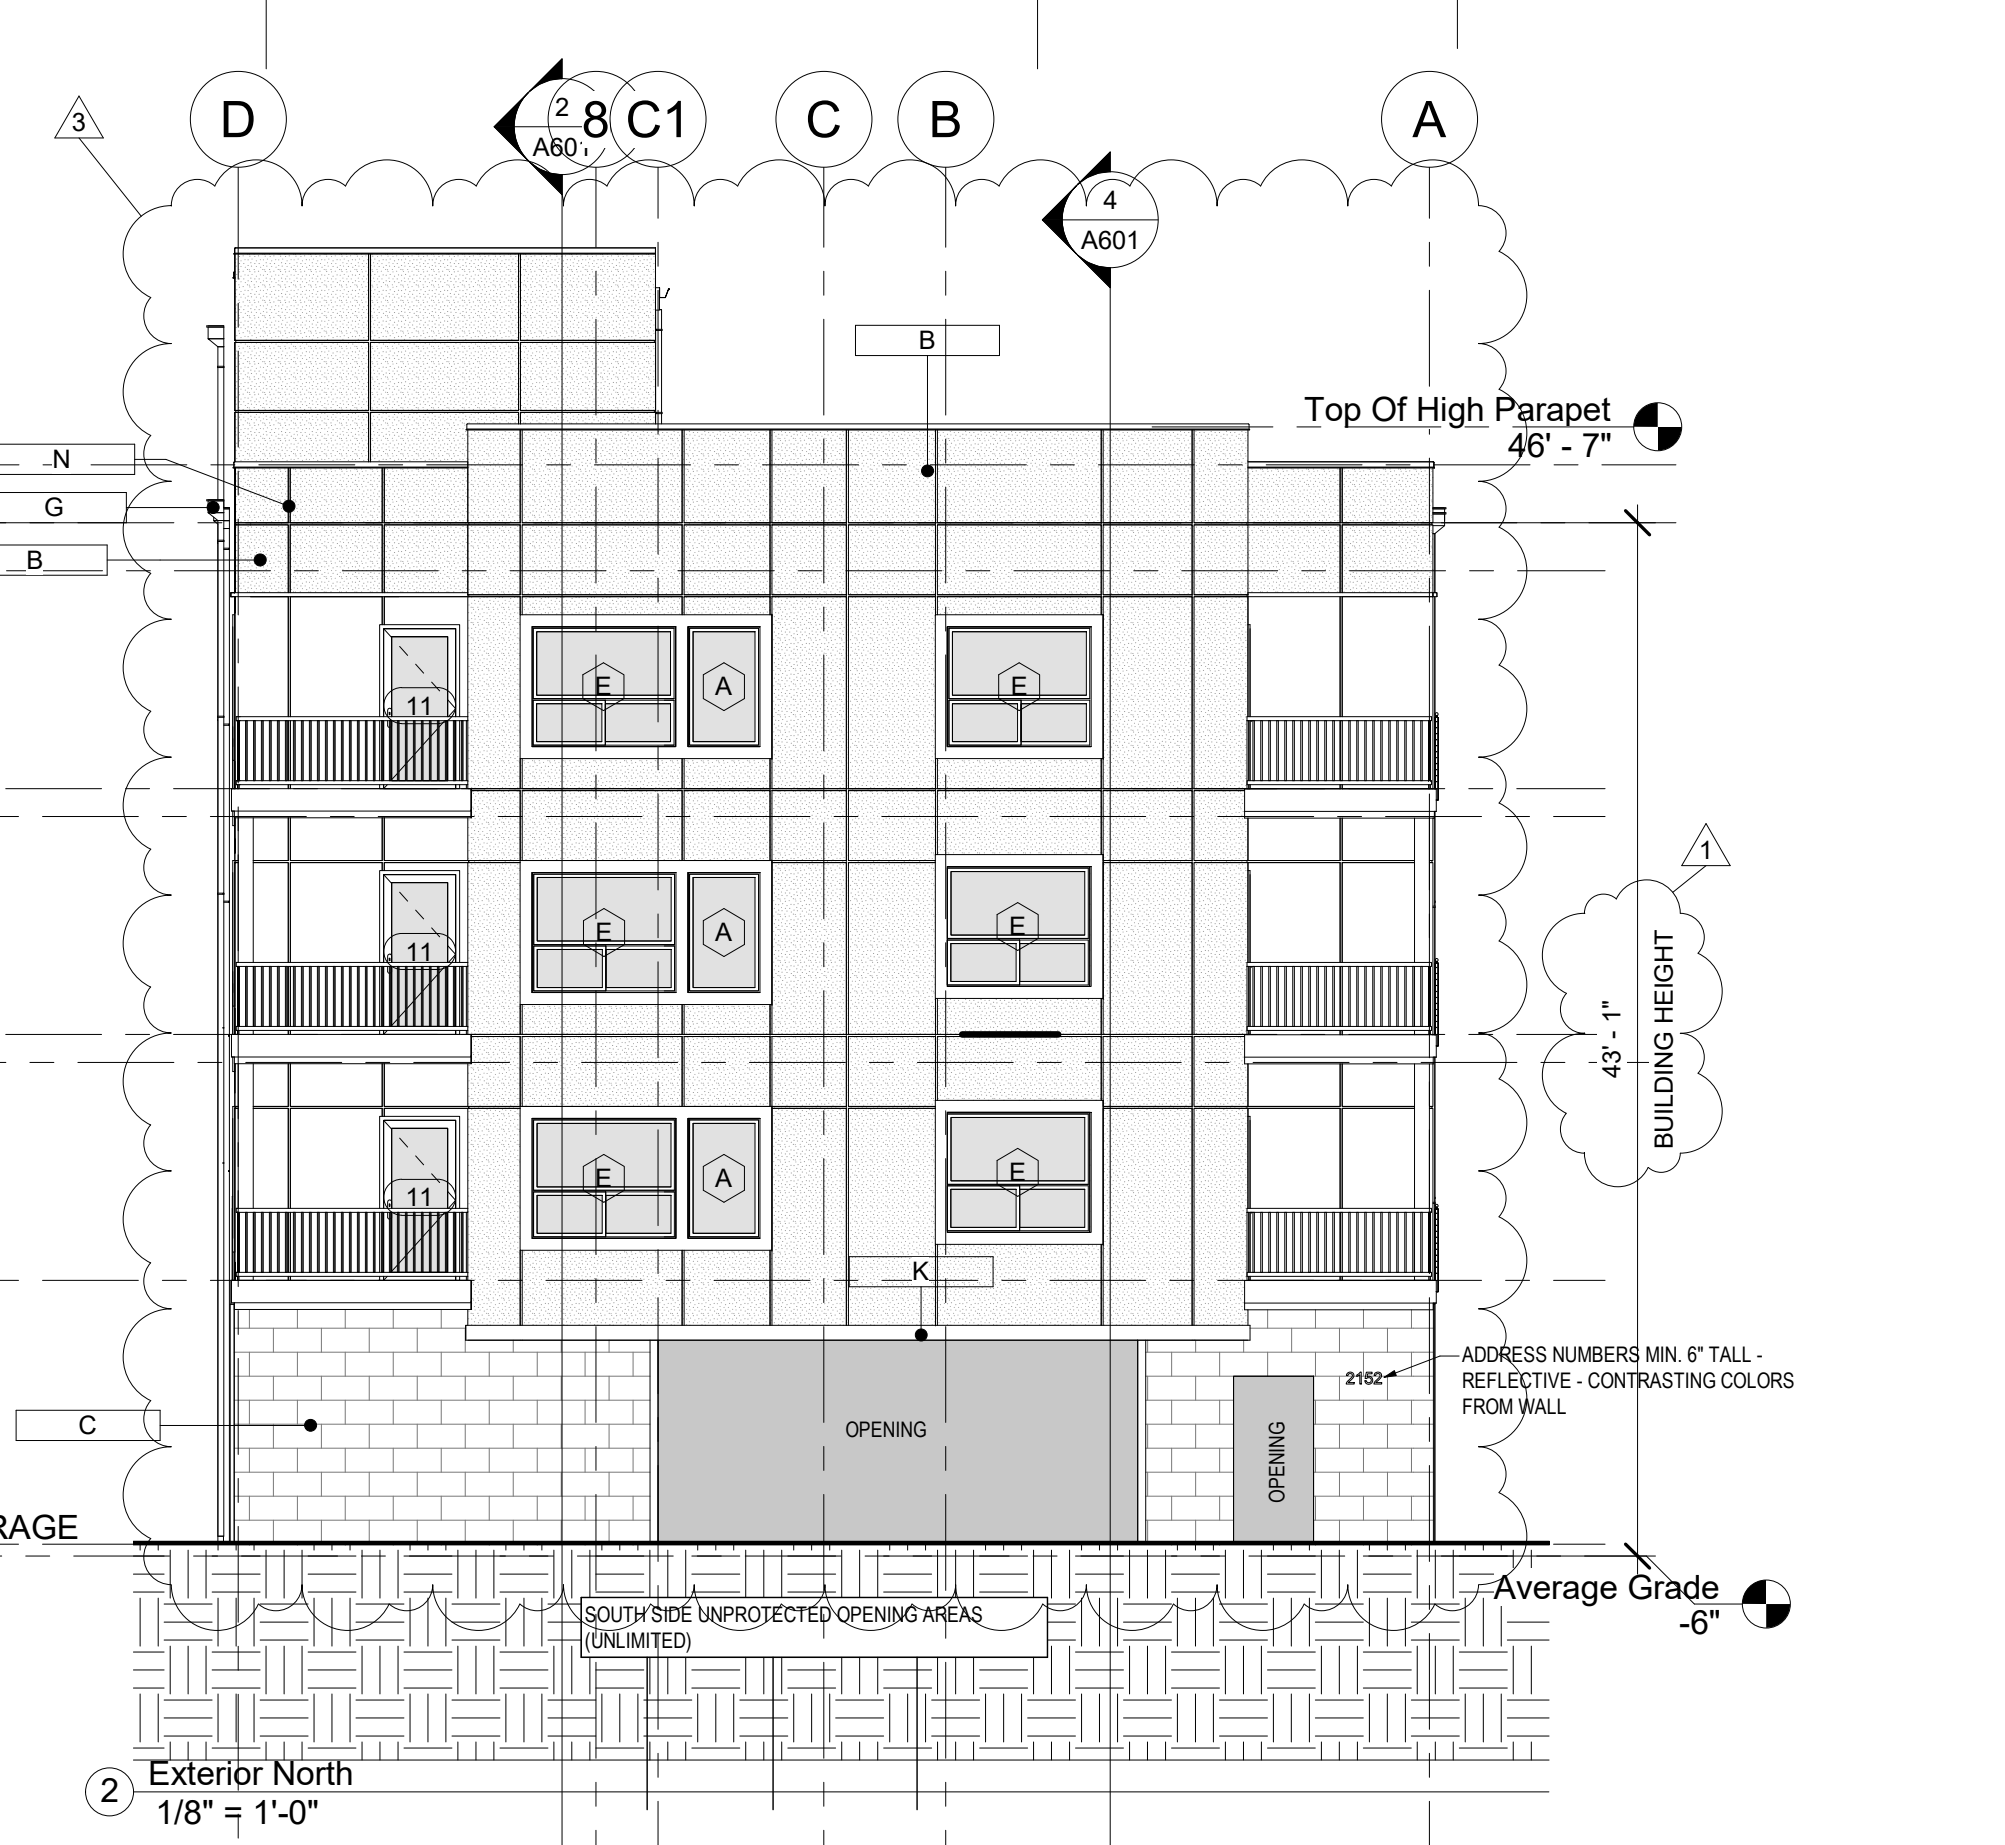 D
2
A601
8
C1
C
B
A
3
4
A601
B
Top Of High Parapet
46' - 7"
N
G
B
E
A
E
11
1
E
A
E
11
43' - 1"
BUILDING HEIGHT
E
A
E
11
K
ADDRESS NUMBERS MIN. 6" TALL -
REFLECTIVE - CONTRASTING COLORS
FROM WALL
2152
C
OPENING
OPENING
RAGE
Average Grade
-6"
SOUTH SIDE UNPROTECTED OPENING AREAS
(UNLIMITED)
2
Exterior North
1/8" = 1'-0"